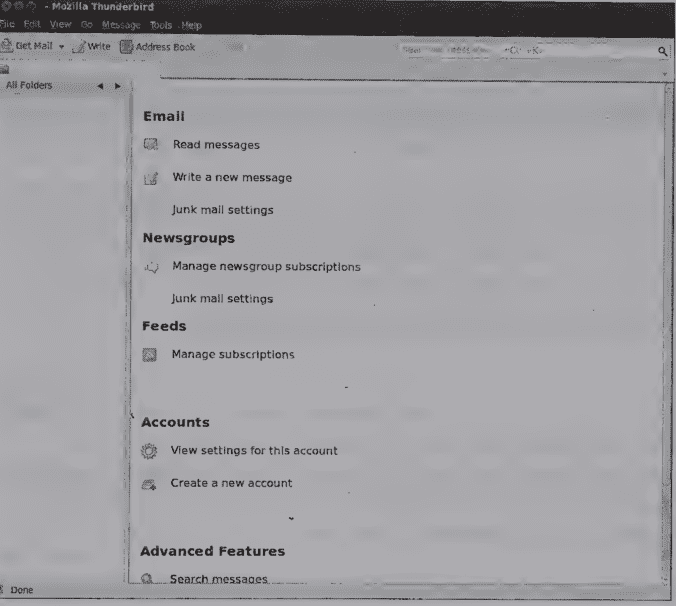 - Mozilla Thunderbird
File Edit View Go Message Tools Help
Get Mail Write Address Book
All Folders
Email
Read messages
Write a new message
Junk mail settings
Newsgroups
Manage newsgroup subscriptions
Junk mail settings
Feeds
Manage subscriptions
Accounts
View settings for this account
Create a new account
Advanced Features
Search messages
Done